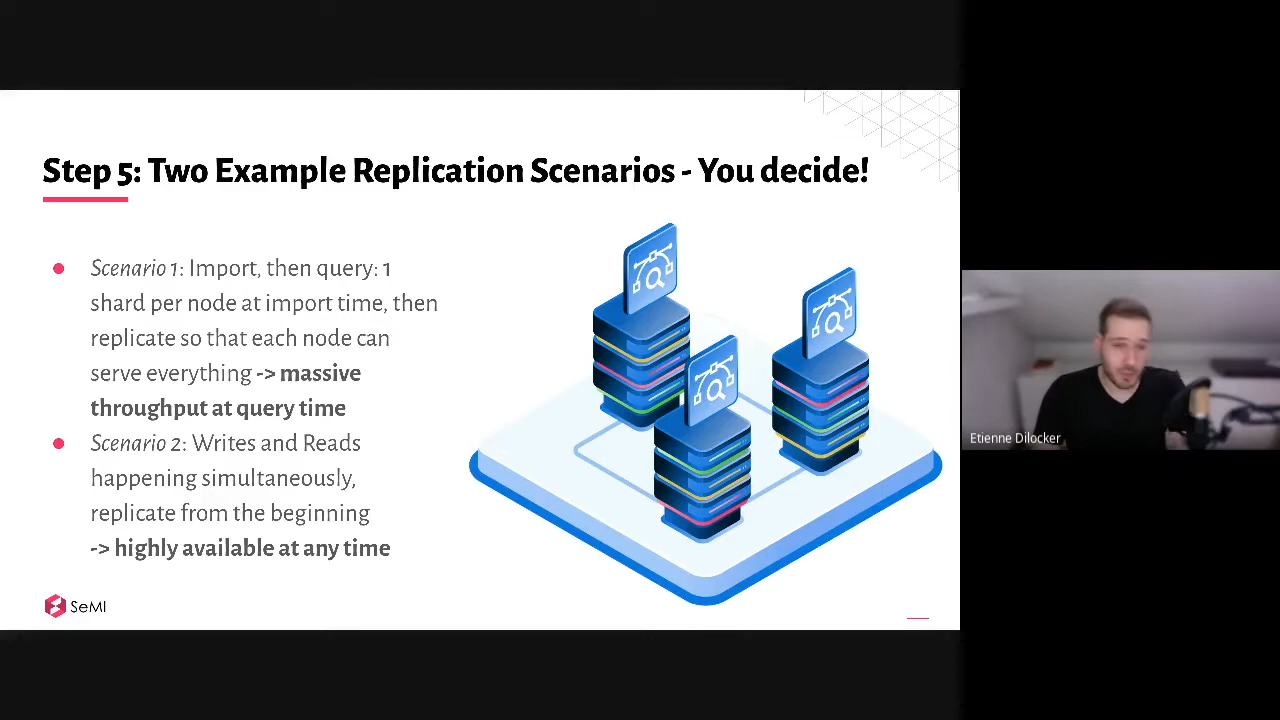 Step 5: Two Example Replication Scenarios - You decide!
Scenario 1: Import, then query: 1
shard per node at import time, then
replicate so that each node can
serve everything -> massive
throughput at query time
Scenario 2: Writes and Reads
happening simultaneously,
replicate from the beginning
-> highly available at any time
SeMI
Etienne Dilocker